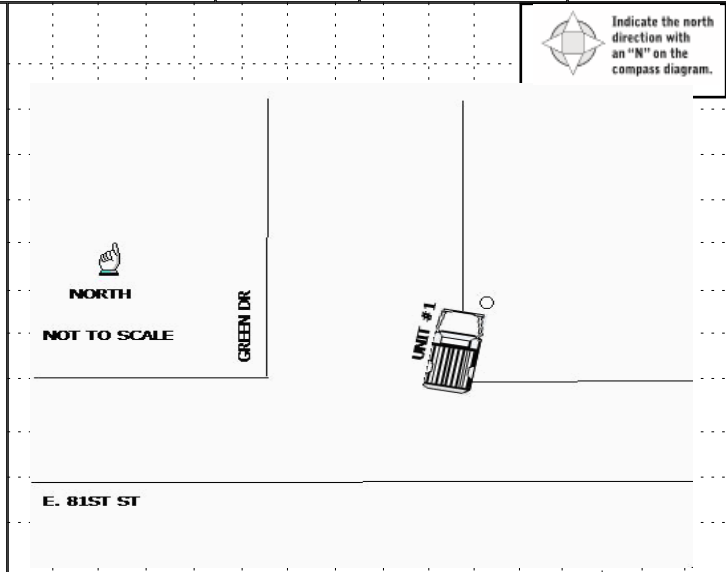 Indicate the north
direction with
an “N” on the
compass diagram.
NORTH
NOT TO SCALE
GREEN DR
UNIT #1
E. 81ST ST